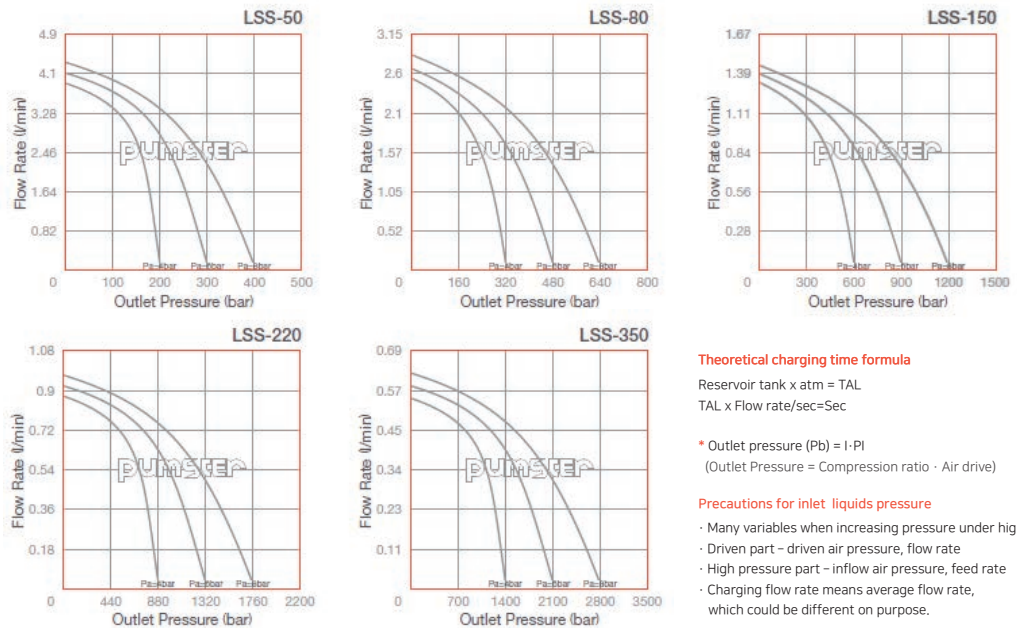 LSS-50
4.9
4.1
3.28
2.46
1.64
0.82
0
Flow Rate (l/min)
pumster
Pa=4bar
Pa=6bar
Pa=8bar
100
200
300
400
500
Outlet Pressure (bar)
LSS-80
3.15
2.6
2.1
1.57
1.05
0.52
0
Flow Rate (l/min)
pumster
Pa=4bar
Pa=6bar
Pa=8bar
160
320
480
640
800
Outlet Pressure (bar)
LSS-150
1.67
1.39
1.11
0.84
0.56
0.28
0
Flow Rate (l/min)
pumster
Pa=4bar
Pa=6bar
Pa=8bar
300
600
900
1200
1500
Outlet Pressure (bar)
LSS-220
1.08
0.9
0.72
0.54
0.36
0.18
0
Flow Rate (l/min)
pumster
Pa=4bar
Pa=6bar
Pa=8bar
440
880
1320
1760
2200
Outlet Pressure (bar)
LSS-350
0.69
0.57
0.45
0.34
0.23
0.11
0
Flow Rate (l/min)
pumster
Pa=4bar
Pa=6bar
Pa=8bar
700
1400
2100
2800
3500
Outlet Pressure (bar)
Theoretical charging time formula
Reservoir tank x atm = TAL
TAL x Flow rate/sec=Sec
* Outlet pressure (Pb) = I·PI
(Outlet Pressure = Compression ratio · Air drive)
Precautions for inlet liquids pressure
· Many variables when increasing pressure under hig
· Driven part – driven air pressure, flow rate
· High pressure part – inflow air pressure, feed rate
· Charging flow rate means average flow rate,
which could be different on purpose.